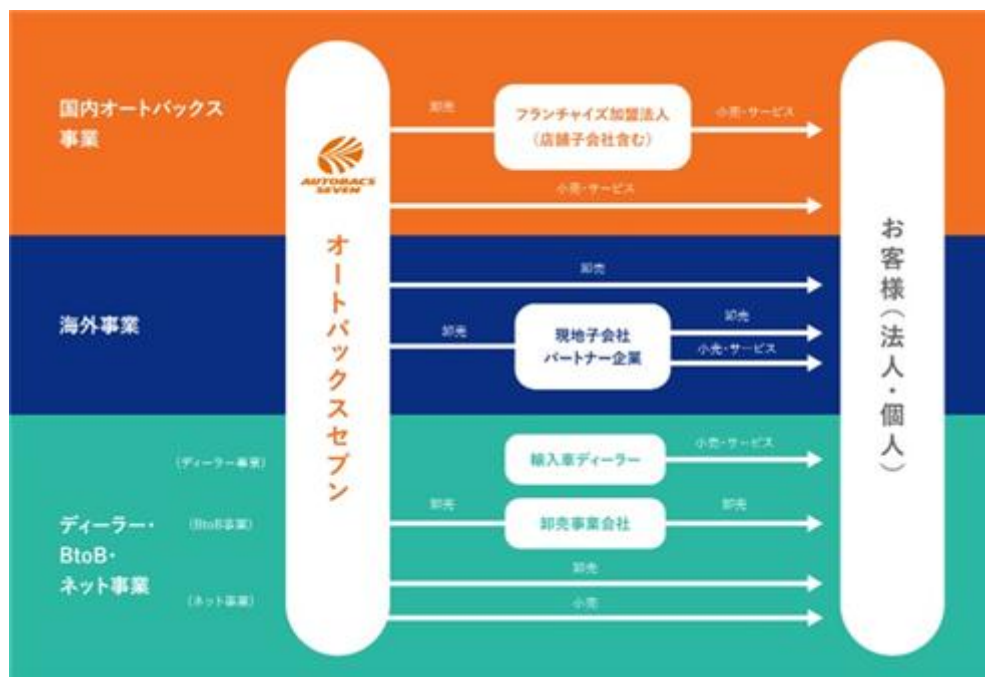 国内オートバックス
事業
卸売
フランチャイズ加盟法人
（店舗子会社含む）
小売・サービス
小売・サービス
AUTOBACS
SEVEN
オートバックスセブン
お客様（法人・個人）
海外事業
卸売
卸売
現地子会社
パートナー企業
卸売
小売・サービス
ディーラー・
BtoB・
ネット事業
（ディーラー事業）
輸入車ディーラー
小売・サービス
（BtoB事業）
卸売
卸売事業会社
卸売
卸売
（ネット事業）
小売